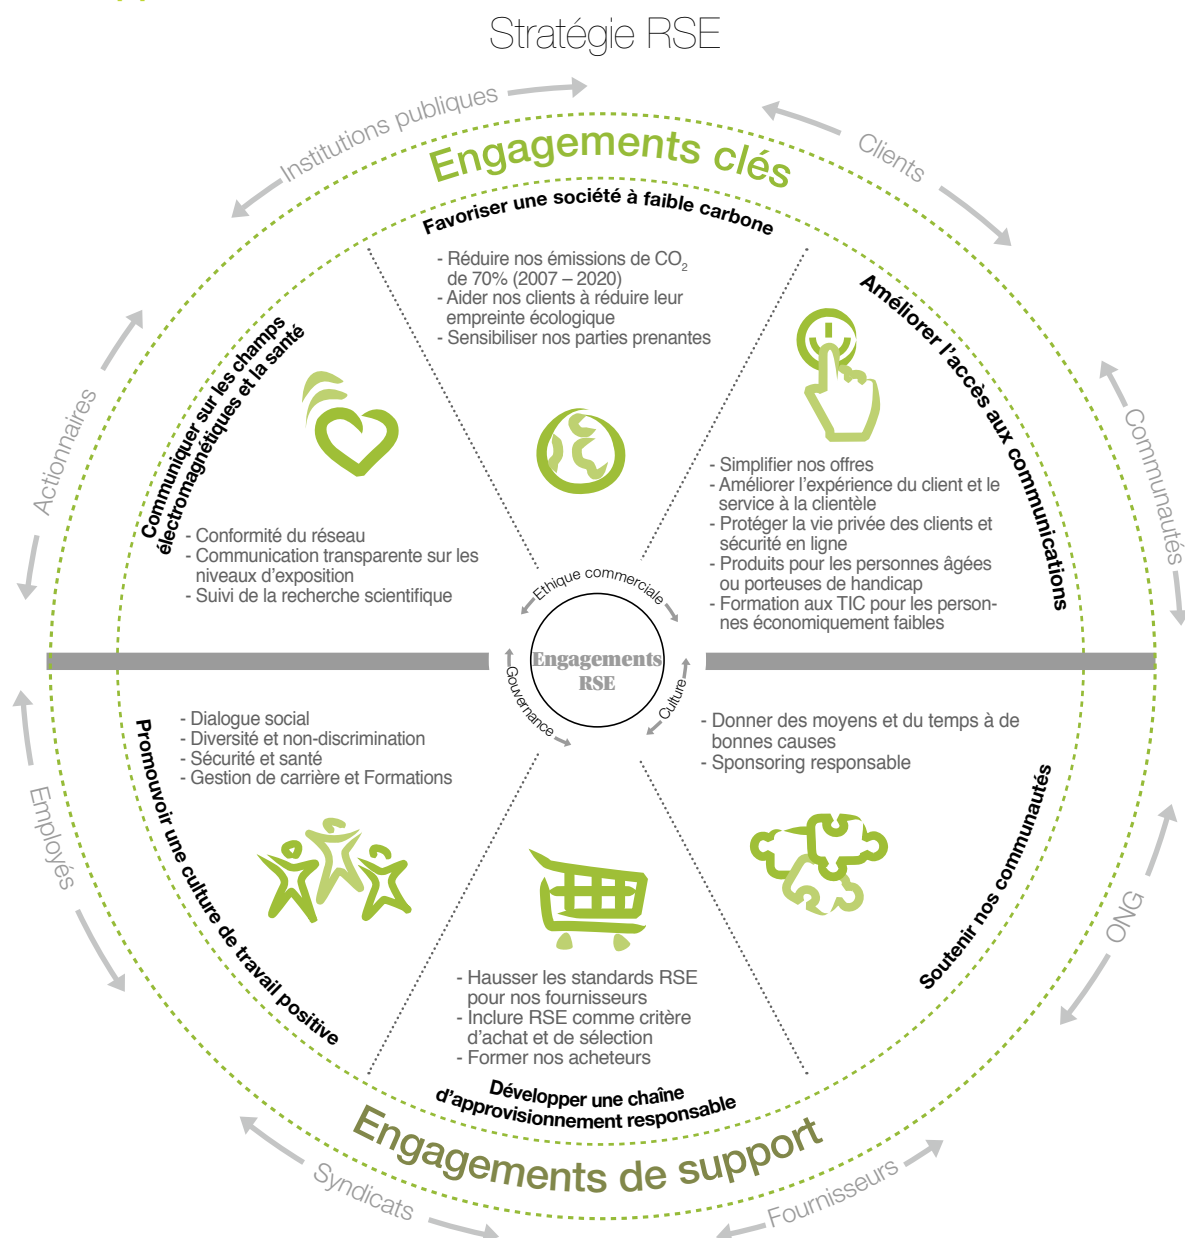 Stratégie RSE
Institutions publiques
Clients
Engagements clés
Favoriser une société à faible carbone
- Réduire nos émissions de CO2
de 70% (2007 – 2020)
- Aider nos clients à réduire leur
empreinte écologique
- Sensibiliser nos parties prenantes
Actionnaires
Communiquer sur les champs
électromagnétiques et la santé
- Conformité du réseau
- Communication transparente sur les
niveaux d’exposition
- Suivi de la recherche scientifique
Améliorer l’accès aux communications
Communautés
- Simplifier nos offres
- Améliorer l’expérience du client et le
service à la clientèle
- Protéger la vie privée des clients et
sécurité en ligne
- Produits pour les personnes âgées
ou porteuses de handicap
- Formation aux TIC pour les person-
nes économiquement faibles
Ethique commerciale
Engagements
RSE
Gouvernance
Culture
Employés
Promouvoir une culture de travail positive
- Dialogue social
- Diversité et non-discrimination
- Sécurité et santé
- Gestion de carrière et Formations
- Donner des moyens et du temps à de
bonnes causes
- Sponsoring responsable
Soutenir nos communautés
ONG
- Hausser les standards RSE
pour nos fournisseurs
- Inclure RSE comme critère
d’achat et de sélection
- Former nos acheteurs
Développer une chaîne
d’approvisionnement responsable
Engagements de support
Syndicats
Fournisseurs